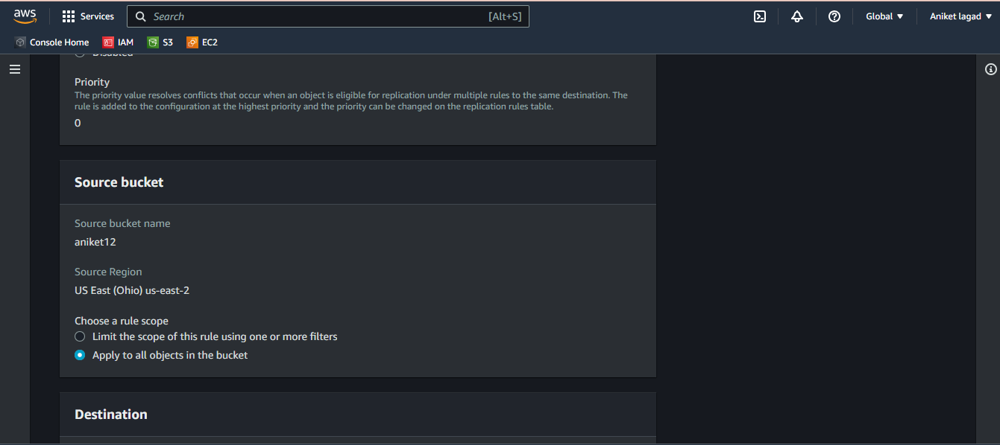 aws
Services
Search
[Alt+S]
Global
Aniket lagad
Console Home
IAM
S3
EC2
Disabled
Priority
The priority value resolves conflicts that occur when an object is eligible for replication under multiple rules to the same destination. The
rule is added to the configuration at the highest priority and the priority can be changed on the replication rules table.
0
Source bucket
Source bucket name
aniket12
Source Region
US East (Ohio) us-east-2
Choose a rule scope
Limit the scope of this rule using one or more filters
Apply to all objects in the bucket
Destination